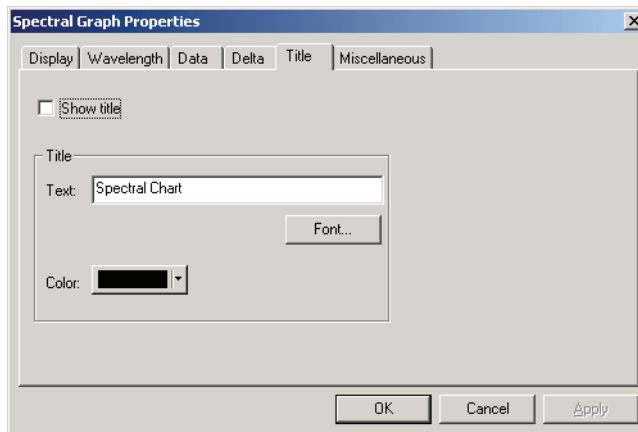 Spectral Graph Properties
Display Wavelength Data Delta Title Miscellaneous
Show title
Title
Text: Spectral Chart
Font...
Color:
OK Cancel Apply